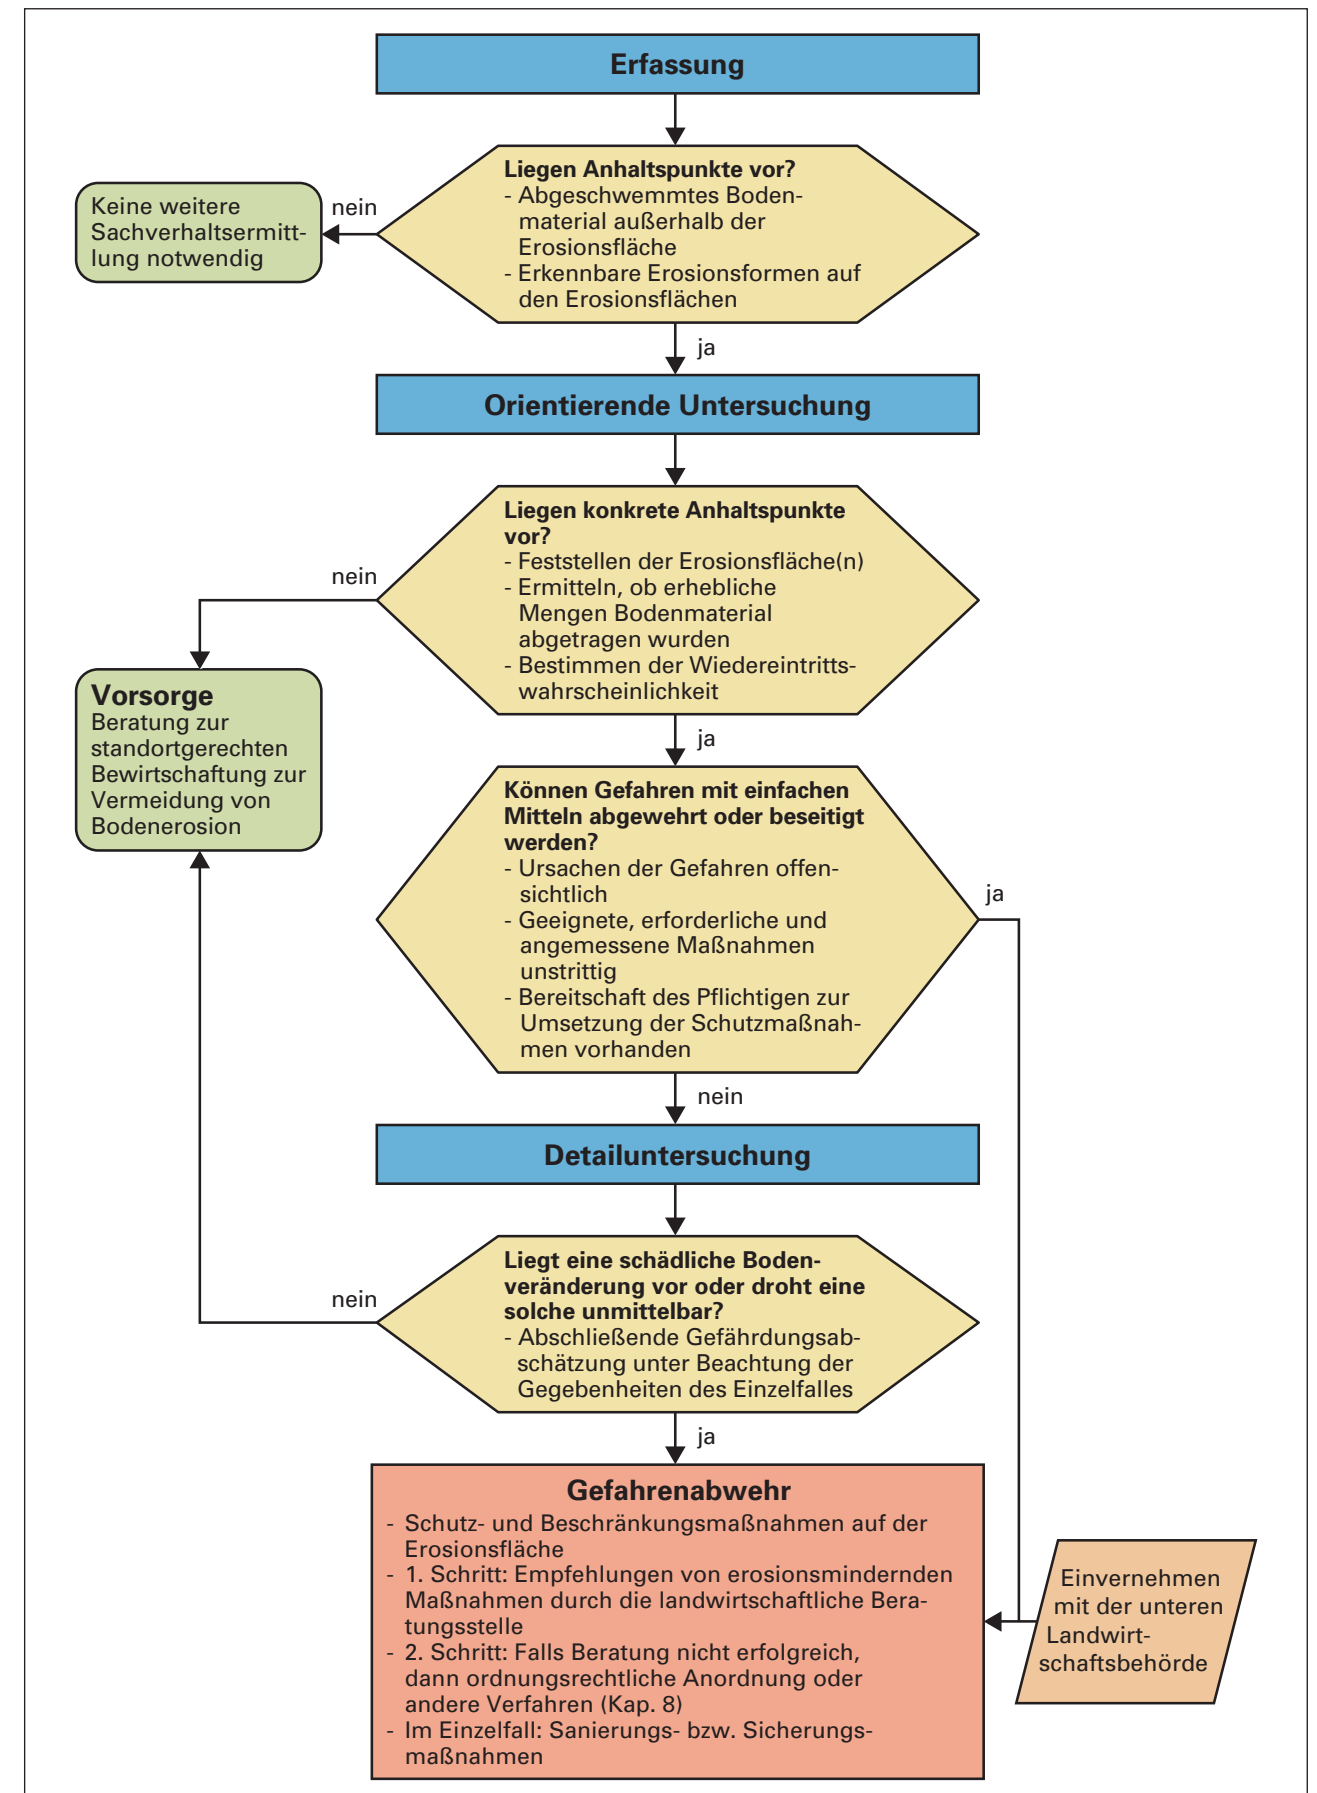 Erfassung
Liegen Anhaltspunkte vor?
- Abgeschwemmtes Boden-
material außerhalb der
Erosionsfläche
- Erkennbare Erosionsformen auf
den Erosionsflächen
nein
Keine weitere
Sachverhaltsermitt-
lung notwendig
ja
Orientierende Untersuchung
Liegen konkrete Anhaltspunkte
vor?
- Feststellen der Erosionsfläche(n)
- Ermitteln, ob erhebliche
Mengen Bodenmaterial
abgetragen wurden
- Bestimmen der Wiedereintritts-
wahrscheinlichkeit
nein
Vorsorge
Beratung zur
standortgerechten
Bewirtschaftung zur
Vermeidung von
Bodenerosion
ja
Können Gefahren mit einfachen
Mitteln abgewehrt oder beseitigt
werden?
- Ursachen der Gefahren offen-
sichtlich
- Geeignete, erforderliche und
angemessene Maßnahmen
unstrittig
- Bereitschaft des Pflichtigen zur
Umsetzung der Schutzmaßnah-
men vorhanden
ja
nein
Detailuntersuchung
Liegt eine schädliche Boden-
veränderung vor oder droht eine
solche unmittelbar?
- Abschließende Gefährdungsab-
schätzung unter Beachtung der
Gegebenheiten des Einzelfalles
nein
ja
Gefahrenabwehr
- Schutz- und Beschränkungsmaßnahmen auf der
Erosionsfläche
- 1. Schritt: Empfehlungen von erosionsmindernden
Maßnahmen durch die landwirtschaftliche Bera-
tungsstelle
- 2. Schritt: Falls Beratung nicht erfolgreich,
dann ordnungsrechtliche Anordnung oder
andere Verfahren (Kap. 8)
- Im Einzelfall: Sanierungs- bzw. Sicherungs-
maßnahmen
Einvernehmen
mit der unteren
Landwirt-
schaftsbehörde